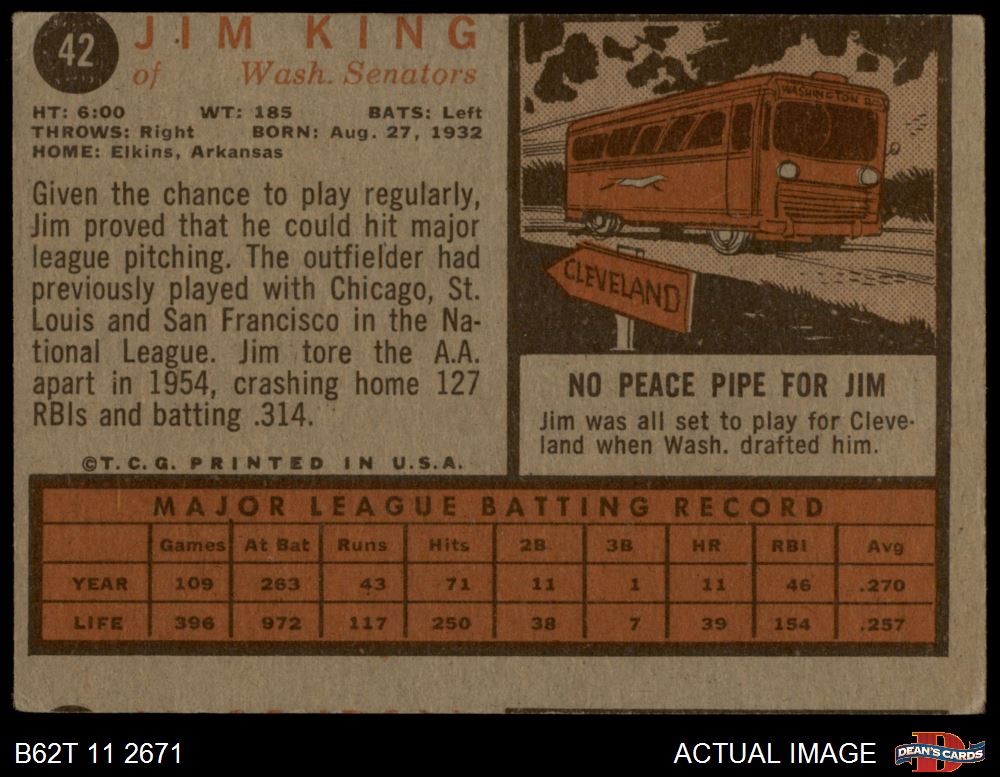 42
JIM KING
of Wash. Senators
HT: 6:00 WT: 185 BATS: Left
THROWS: Right BORN: Aug. 27, 1932
HOME: Elkins, Arkansas
Given the chance to play regularly,
Jim proved that he could hit major
league pitching. The outfielder had
previously played with Chicago, St.
Louis and San Francisco in the Na-
tional League. Jim tore the A.A.
apart in 1954, crashing home 127
RBIs and batting .314.
©T.C.G. PRINTED IN U.S.A.
WASHINGTON
CLEVELAND
NO PEACE PIPE FOR JIM
Jim was all set to play for Cleve-
land when Wash. drafted him.
MAJOR LEAGUE BATTING RECORD
Games At Bat Runs Hits 2B 3B HR RBI Avg
YEAR 109 263 43 71 11 1 11 46 .270
LIFE 396 972 117 250 38 7 39 154 .257
B62T 11 2671
ACTUAL IMAGE
DEAN'S CARDS